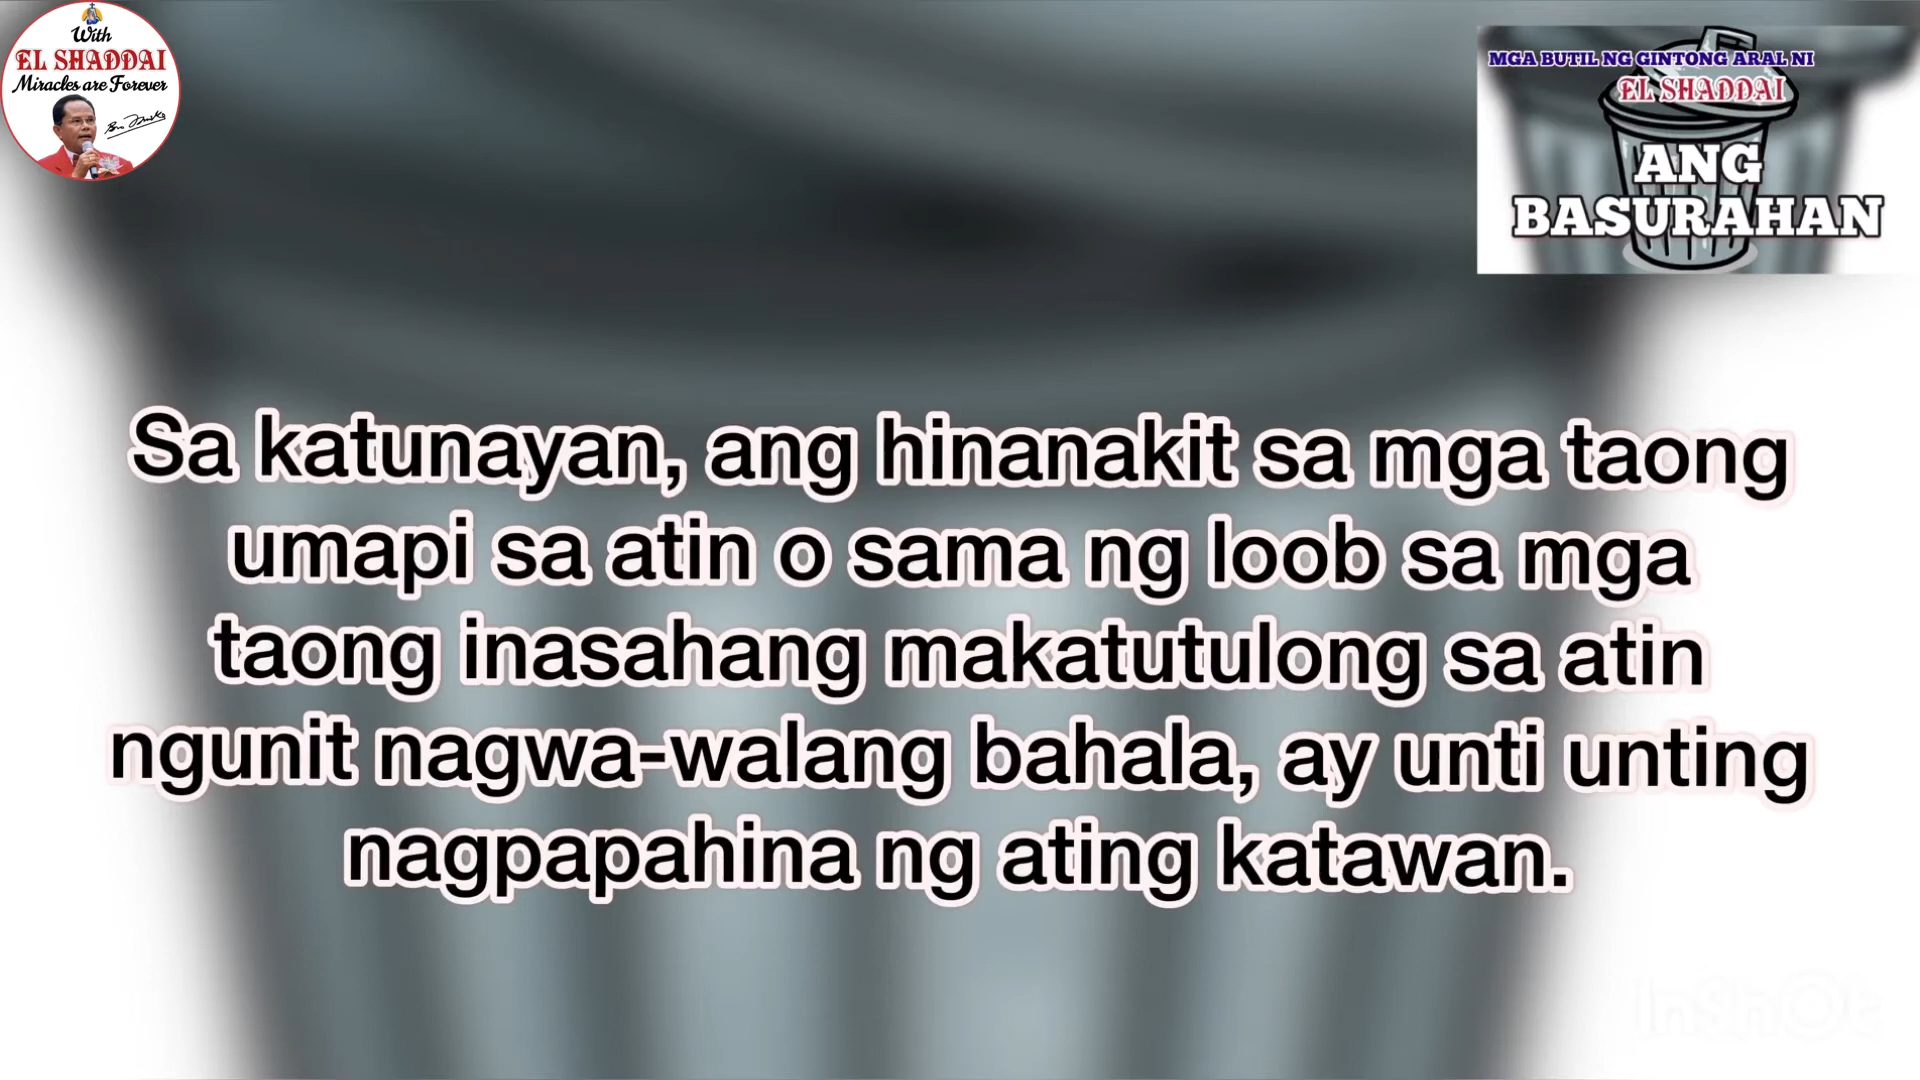 With
EL SHADDAI
Miracles are Forever
MGA BUTIL NG GINTONG ARAL NI
EL SHADDAI
ANG
BASURAHAN
Sa katunayan, ang hinanakit sa mga taong
umapi sa atin o sama ng loob sa mga
taong inasahang makatutulong sa atin
ngunit nagwa-walang bahala, ay unti unting
nagpapahina ng ating katawan.
InShOt